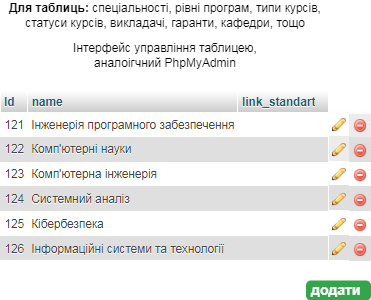 Для таблиць: спеціальності, рівні програм, типи курсів,
статуси курсів, викладачі, гаранти, кафедри, тощо
Інтерфейс управління таблицею,
аналоігчний PhpMyAdmin
Id name link_standart
121 Інженерія програмного забезпечення
122 Комп'ютерні науки
123 Комп'ютерна інженерія
124 Системний аналіз
125 Кібербезпека
126 Інформаційні системи та технології
додати